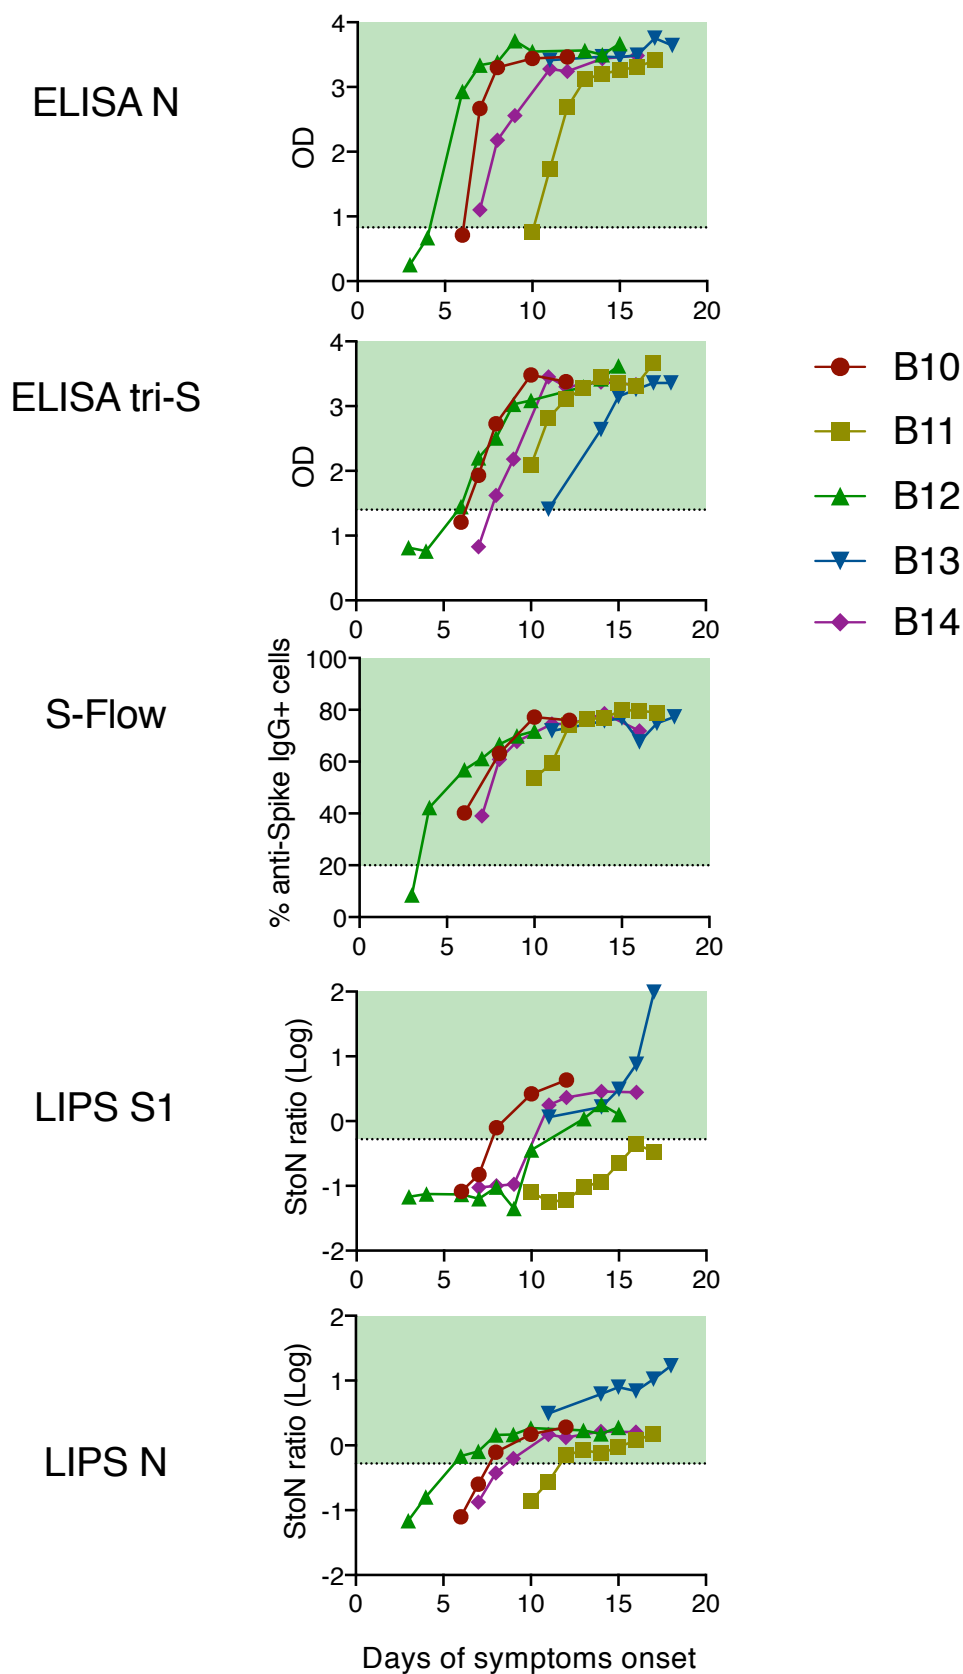 ELISA N
OD
4
3
2
1
0
0 5 10 15 20
ELISA tri-S
OD
4
3
2
1
0
0 5 10 15 20
B10
B11
B12
B13
B14
S-Flow
% anti-Spike IgG+ cells
100
80
60
40
20
0
0 5 10 15 20
LIPS S1
StoN ratio (Log)
2
1
0
-1
-2
0 5 10 15 20
LIPS N
StoN ratio (Log)
2
1
0
-1
-2
0 5 10 15 20
Days of symptoms onset